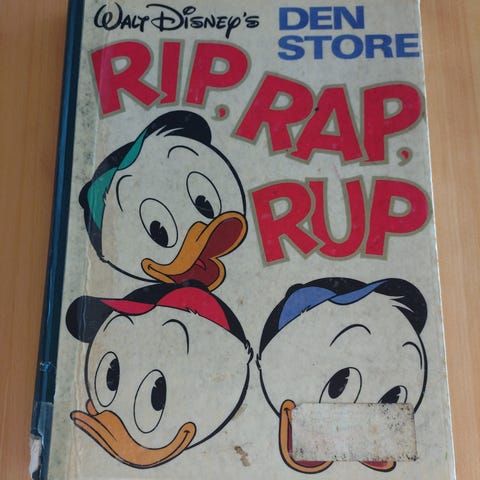 WALT DISNEY'S
DEN
STORE
RIP,
RAP,
RUP